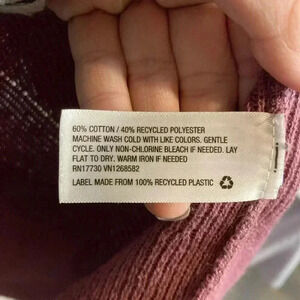 60% COTTON / 40% RECYCLED POLYESTER
MACHINE WASH COLD WITH LIKE COLORS. GENTLE
CYCLE. ONLY NON-CHLORINE BLEACH IF NEEDED. LAY
FLAT TO DRY. WARM IRON IF NEEDED
RN17730 VN1268582
LABEL MADE FROM 100% RECYCLED PLASTIC